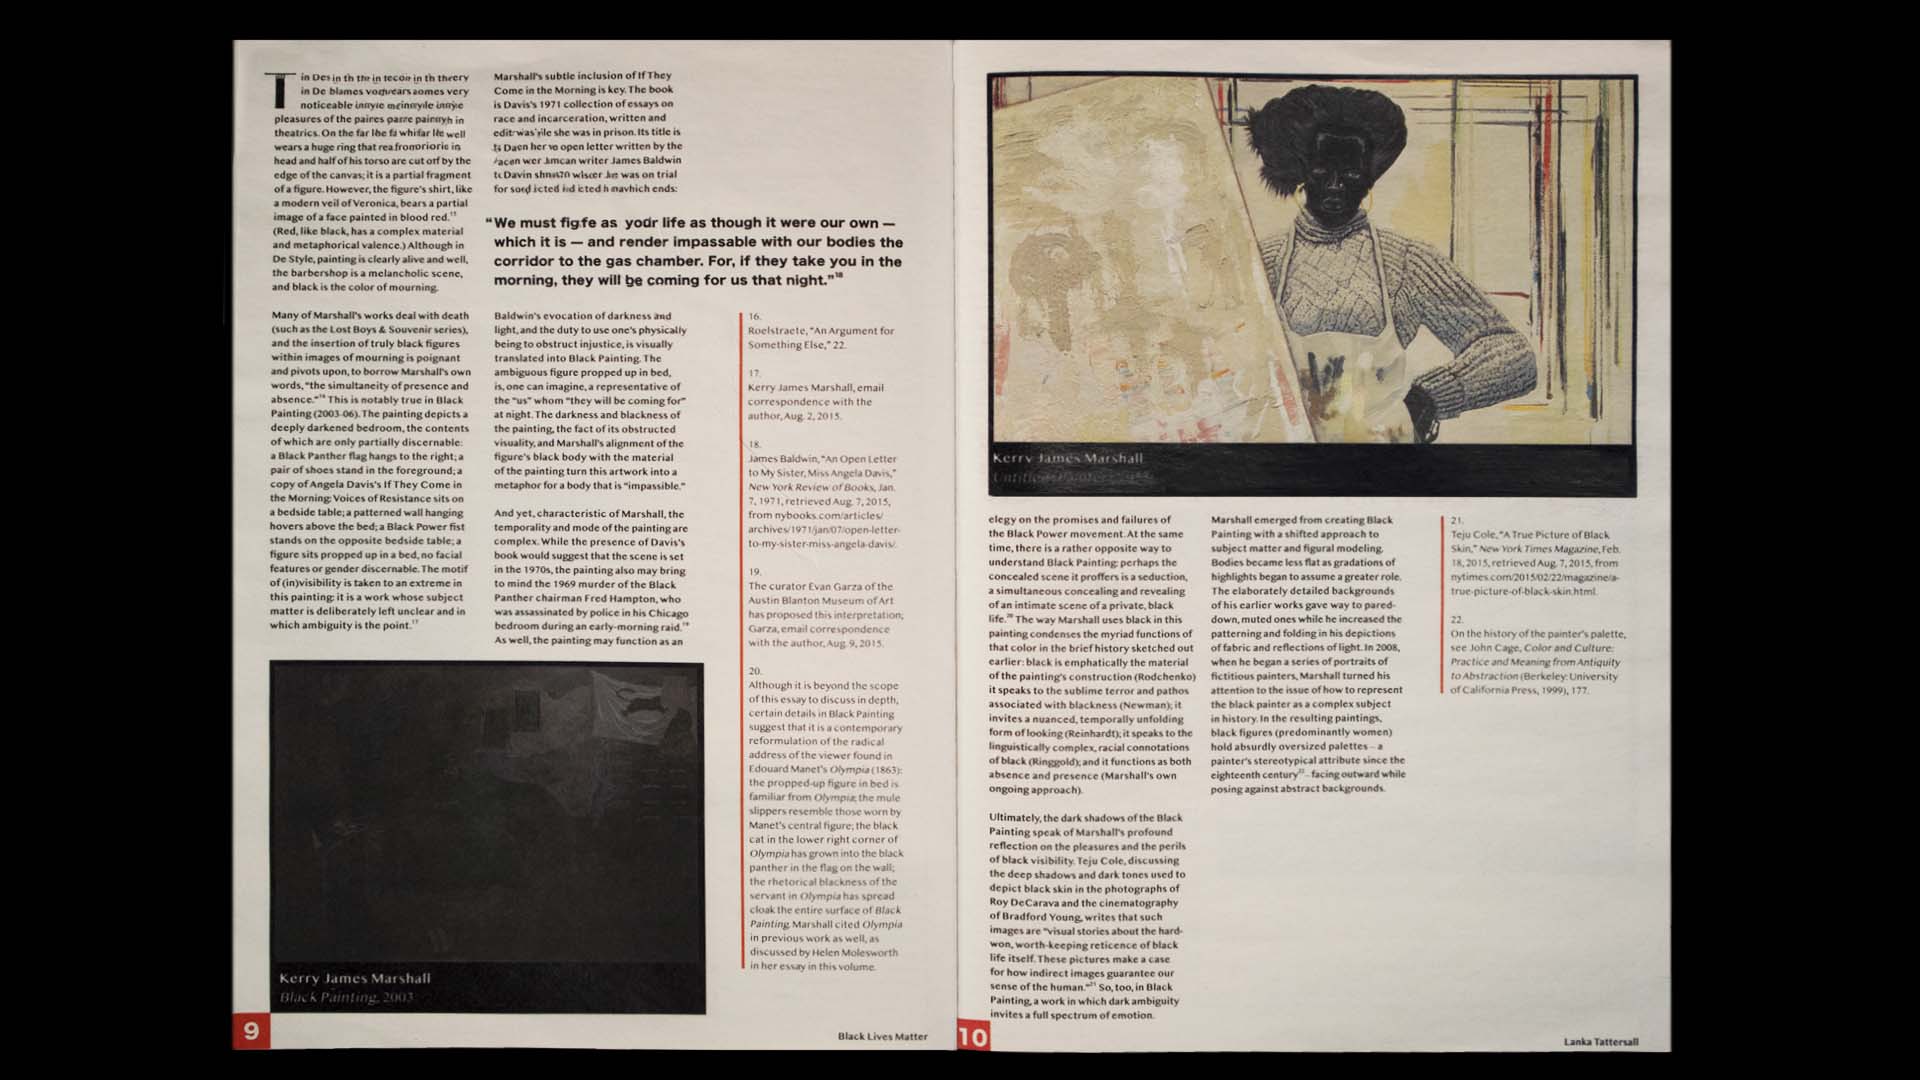 T
in Des in th the in in th theery
in De blames very
noticeable
pleasures of the in
theatrics. On the far well
wears a huge ring that in
head and half of his torso are cut off by the
edge of the canvas; it is a partial fragment
of a figure. However, the figure's shirt, like
a modern veil of Veronica, bears a partial
image of a face painted in blood red.
(Red, like black, has a complex material
and metaphorical valence.) Although in
De Style, painting is clearly alive and well,
the barbershop is a melancholic scene,
and black is the color of mourning.
Many of Marshall's works deal with death
(such as the Lost Boys & Souvenir series),
and the insertion of truly black figures
within images of mourning is poignant
and pivots upon, to borrow Marshall's own
words, "the simultaneity of presence and
absence."16 This is notably true in Black
Painting (2003-06). The painting depicts a
deeply darkened bedroom, the contents
of which are only partially discernable:
a Black Panther flag hangs to the right; a
pair of shoes stand in the foreground; a
copy of Angela Davis's If They Come in
the Morning: Voices of Resistance sits on
a bedside table; a patterned wall hanging
hovers above the bed; a Black Power fist
stands on the opposite bedside table; a
figure sits propped up in a bed, no facial
features or gender discernable. The motif
of (in)visibility is taken to an extreme in
this painting: it is a work whose subject
matter is deliberately left unclear and in
which ambiguity is the point.17
Marshall's subtle inclusion of If They
Come in the Morning is key. The book
is Davis's 1971 collection of essays on
race and incarceration, written and
she was in prison. Its title is
open letter written by the
writer James Baldwin
was on trial
for ends:
"We must as life as though it were our own —
which it is — and render impassable with our bodies the
corridor to the gas chamber. For, if they take you in the
morning, they will be coming for us that night."18
Baldwin's evocation of darkness and
light, and the duty to use one's physically
being to obstruct injustice, is visually
translated into Black Painting. The
ambiguous figure propped up in bed,
is, one can imagine, a representative of
the "us" whom "they will be coming for"
at night. The darkness and blackness of
the painting, the fact of its obstructed
visuality, and Marshall's alignment of the
figure's black body with the material
of the painting turn this artwork into a
metaphor for a body that is "impassible."
And yet, characteristic of Marshall, the
temporality and mode of the painting are
complex. While the presence of Davis's
book would suggest that the scene is set
in the 1970s, the painting also may bring
to mind the 1969 murder of the Black
Panther chairman Fred Hampton, who
was assassinated by police in his Chicago
bedroom during an early-morning raid.19
As well, the painting may function as an
16.
Roelstraete, "An Argument for
Something Else," 22.
17.
Kerry James Marshall, email
correspondence with the
author, Aug. 2, 2015.
18.
James Baldwin, "An Open Letter
to My Sister, Miss Angela Davis,"
New York Review of Books, Jan.
7, 1971, retrieved Aug. 7, 2015,
from nybooks.com/articles/
archives/1971/jan/07/open-letter-
to-my-sister-miss-angela-davis/.
19.
The curator Evan Garza of the
Austin Blanton Museum of Art
has proposed this interpretation;
Garza, email correspondence
with the author, Aug. 9, 2015.
20.
Although it is beyond the scope
of this essay to discuss in depth,
certain details in Black Painting
suggest that it is a contemporary
reformulation of the radical
address of the viewer found in
Edouard Manet's Olympia (1863):
the propped-up figure in bed is
familiar from Olympia; the mule
slippers resemble those worn by
Manet's central figure; the black
cat in the lower right corner of
Olympia has grown into the black
panther in the flag on the wall;
the rhetorical blackness of the
servant in Olympia has spread
cloak the entire surface of Black
Painting. Marshall cited Olympia
in previous work as well, as
discussed by Helen Molesworth
in her essay in this volume.
Kerry James Marshall
Black Painting, 2003
9
Black Lives Matter
Kerry James Marshall
elegy on the promises and failures of
the Black Power movement. At the same
time, there is a rather opposite way to
understand Black Painting: perhaps the
concealed scene it proffers is a seduction,
a simultaneous concealing and revealing
of an intimate scene of a private, black
life.20 The way Marshall uses black in this
painting condenses the myriad functions of
that color in the brief history sketched out
earlier: black is emphatically the material
of the painting's construction (Rodchenko)
it speaks to the sublime terror and pathos
associated with blackness (Newman); it
invites a nuanced, temporally unfolding
form of looking (Reinhardt); it speaks to the
linguistically complex, racial connotations
of black (Ringgold); and it functions as both
absence and presence (Marshall's own
ongoing approach).
Ultimately, the dark shadows of the Black
Painting speak of Marshall's profound
reflection on the pleasures and the perils
of black visibility. Teju Cole, discussing
the deep shadows and dark tones used to
depict black skin in the photographs of
Roy DeCarava and the cinematography
of Bradford Young, writes that such
images are "visual stories about the hard-
won, worth-keeping reticence of black
life itself. These pictures make a case
for how indirect images guarantee our
sense of the human."21 So, too, in Black
Painting, a work in which dark ambiguity
invites a full spectrum of emotion.
Marshall emerged from creating Black
Painting with a shifted approach to
subject matter and figural modeling.
Bodies became less flat as gradations of
highlights began to assume a greater role.
The elaborately detailed backgrounds
of his earlier works gave way to pared-
down, muted ones while he increased the
patterning and folding in his depictions
of fabric and reflections of light. In 2008,
when he began a series of portraits of
fictitious painters, Marshall turned his
attention to the issue of how to represent
the black painter as a complex subject
in history. In the resulting paintings,
black figures (predominantly women)
hold absurdly oversized palettes – a
painter's stereotypical attribute since the
eighteenth century22 – facing outward while
posing against abstract backgrounds.
21.
Teju Cole, "A True Picture of Black
Skin," New York Times Magazine, Feb.
18, 2015, retrieved Aug. 7, 2015, from
nytimes.com/2015/02/22/magazine/a-
true-picture-of-black-skin.html.
22.
On the history of the painter's palette,
see John Cage, Color and Culture:
Practice and Meaning from Antiquity
to Abstraction (Berkeley: University
of California Press, 1999), 177.
10
Lanka Tattersall